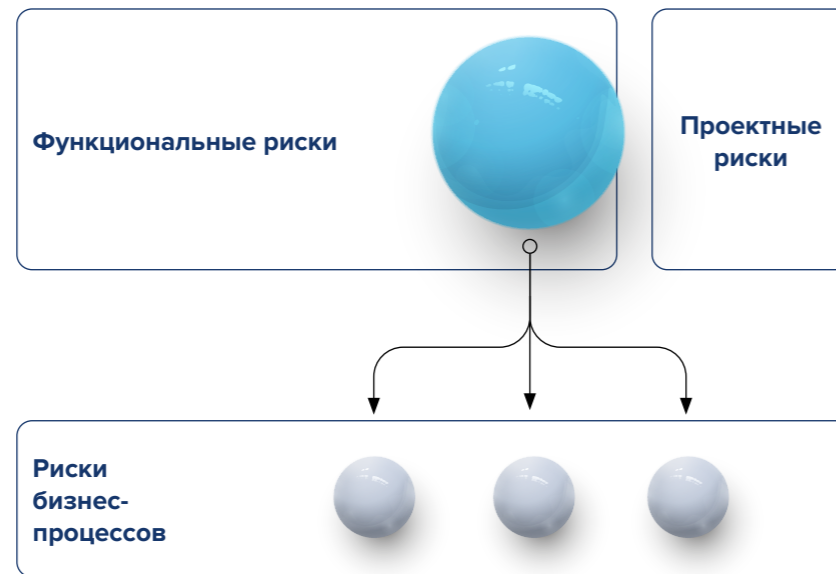 Функциональные риски
Проектные
риски
Риски
бизнес-
процессов